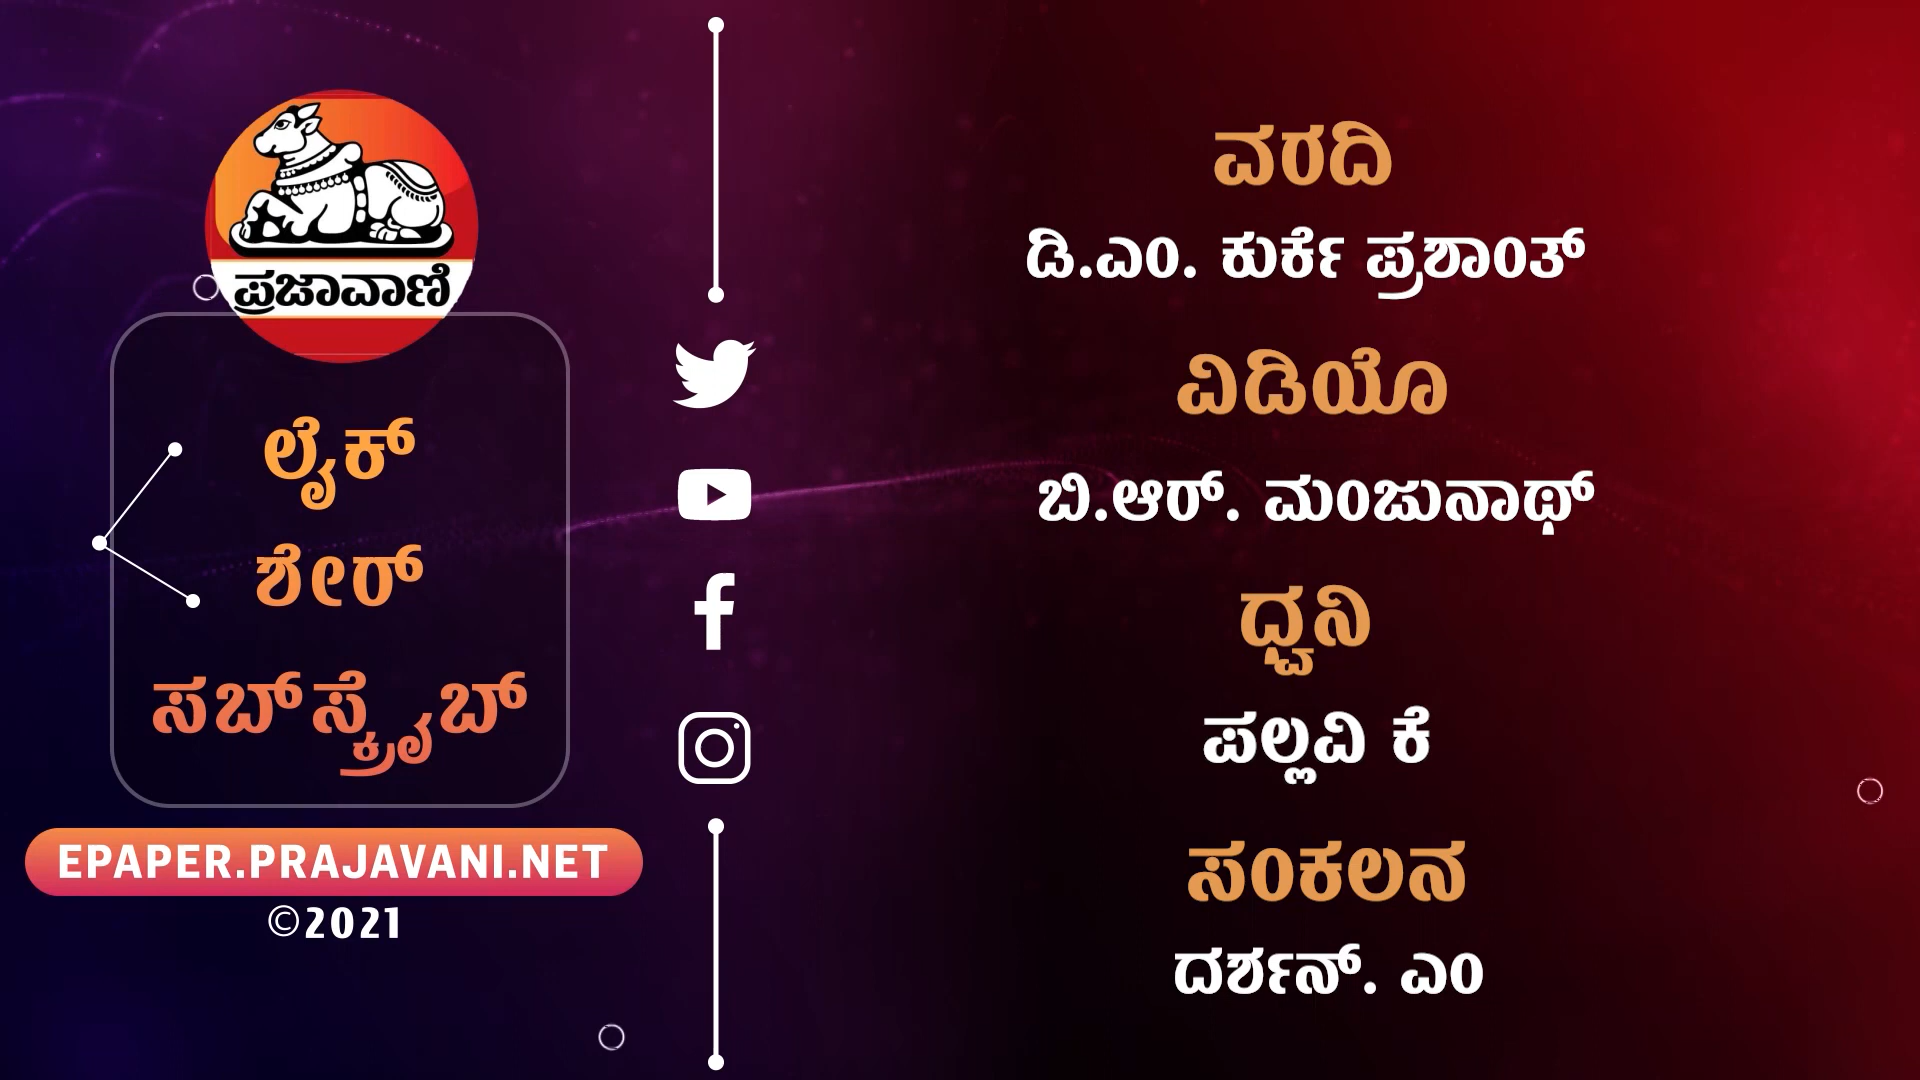 ಪ್ರಜಾವಾಣಿ
ಲೈಕ್
ಶೇರ್
ಸಬ್‌ಸ್ಕ್ರೈಬ್
EPAPER.PRAJAVANI.NET
©2021
ವರದಿ
ಡಿ.ಎಂ. ಕುರ್ಕೆ ಪ್ರಶಾಂತ್
ವಿಡಿಯೊ
ಬಿ.ಆರ್. ಮಂಜುನಾಥ್
ಧ್ವನಿ
ಪಲ್ಲವಿ ಕೆ
ಸಂಕಲನ
ದರ್ಶನ್. ಎಂ